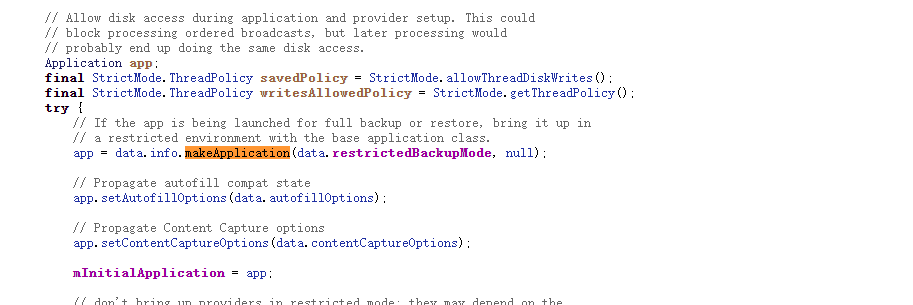 // Allow disk access during application and provider setup. This could
// block processing ordered broadcasts, but later processing would
// probably end up doing the same disk access.
Application app;
final StrictMode.ThreadPolicy savedPolicy = StrictMode.allowThreadDiskWrites();
final StrictMode.ThreadPolicy writesAllowedPolicy = StrictMode.getThreadPolicy();
try {
// If the app is being launched for full backup or restore, bring it up in
// a restricted environment with the base application class.
app = data.info.makeApplication(data.restrictedBackupMode, null);
// Propagate autofill compat state
app.setAutofillOptions(data.autofillOptions);
// Propagate Content Capture options
app.setContentCaptureOptions(data.contentCaptureOptions);
mInitialApplication = app;
// don't bring up providers in restricted mode; they may depend on the